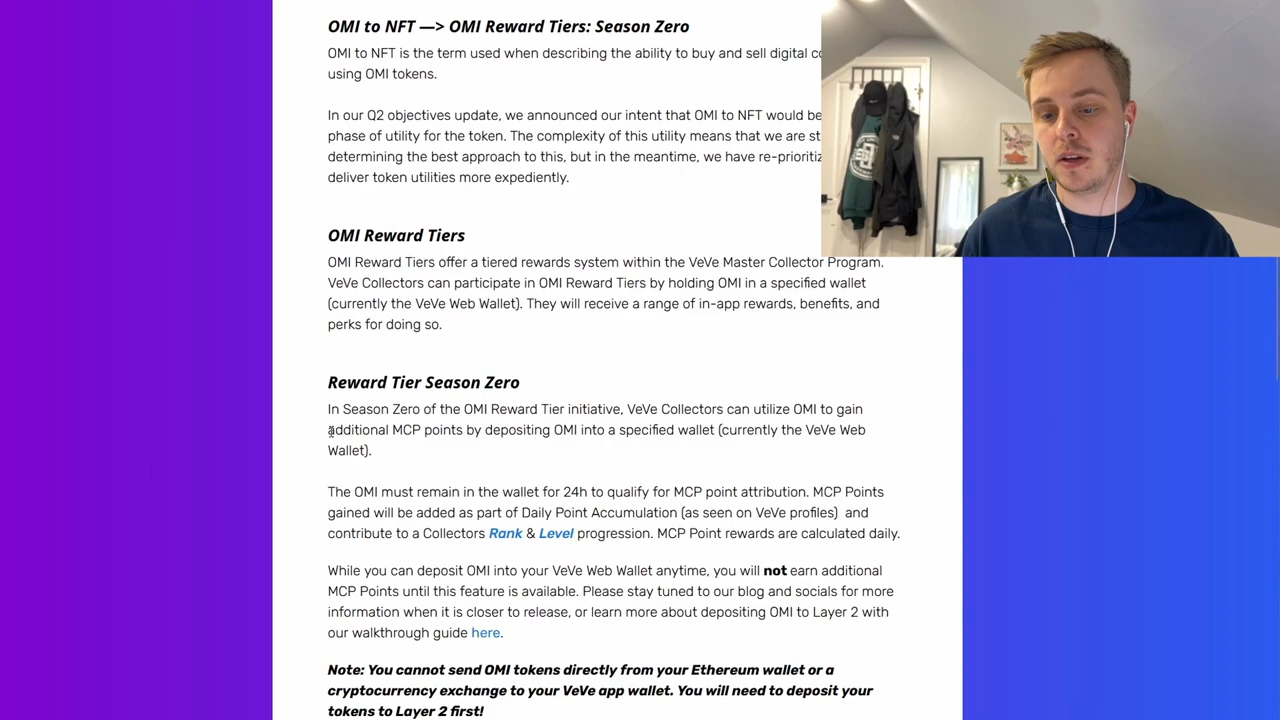 OMI to NFT —> OMI Reward Tiers: Season Zero
OMI to NFT is the term used when describing the ability to buy and sell digital
using OMI tokens.
In our Q2 objectives update, we announced our intent that OMI to NFT would be
phase of utility for the token. The complexity of this utility means that we are
determining the best approach to this, but in the meantime, we have
deliver token utilities more expediently.
OMI Reward Tiers
OMI Reward Tiers offer a tiered rewards system within the VeVe Master Collector Program.
VeVe Collectors can participate in OMI Reward Tiers by holding OMI in a specified wallet
(currently the VeVe Web Wallet). They will receive a range of in-app rewards, benefits, and
perks for doing so.
Reward Tier Season Zero
In Season Zero of the OMI Reward Tier initiative, VeVe Collectors can utilize OMI to gain
additional MCP points by depositing OMI into a specified wallet (currently the VeVe Web
Wallet).
The OMI must remain in the wallet for 24h to qualify for MCP point attribution. MCP Points
gained will be added as part of Daily Point Accumulation (as seen on VeVe profiles) and
contribute to a Collectors Rank & Level progression. MCP Point rewards are calculated daily.
While you can deposit OMI into your VeVe Web Wallet anytime, you will not earn additional
MCP Points until this feature is available. Please stay tuned to our blog and socials for more
information when it is closer to release, or learn more about depositing OMI to Layer 2 with
our walkthrough guide here.
Note: You cannot send OMI tokens directly from your Ethereum wallet or a
cryptocurrency exchange to your VeVe app wallet. You will need to deposit your
tokens to Layer 2 first!